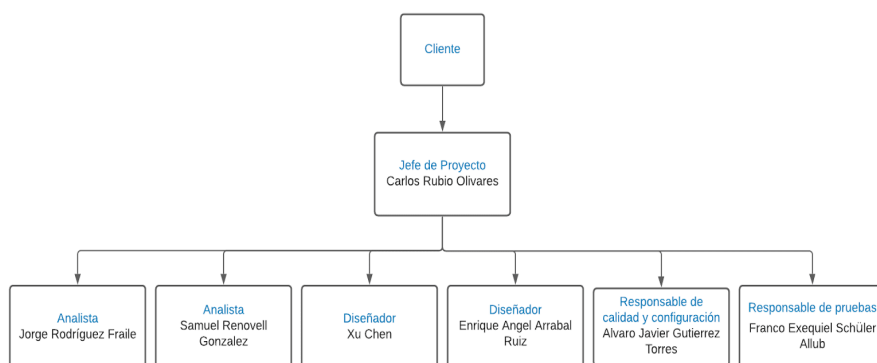 Cliente
Jefe de Proyecto
Carlos Rubio Olivares
Analista
Jorge Rodríguez Fraile
Analista
Samuel Renovell
Gonzalez
Diseñador
Xu Chen
Diseñador
Enrique Angel Arrabal
Ruiz
Responsable de
calidad y configuración
Alvaro Javier Gutierrez
Torres
Responsable de pruebas
Franco Exequiel Schüler
Allub